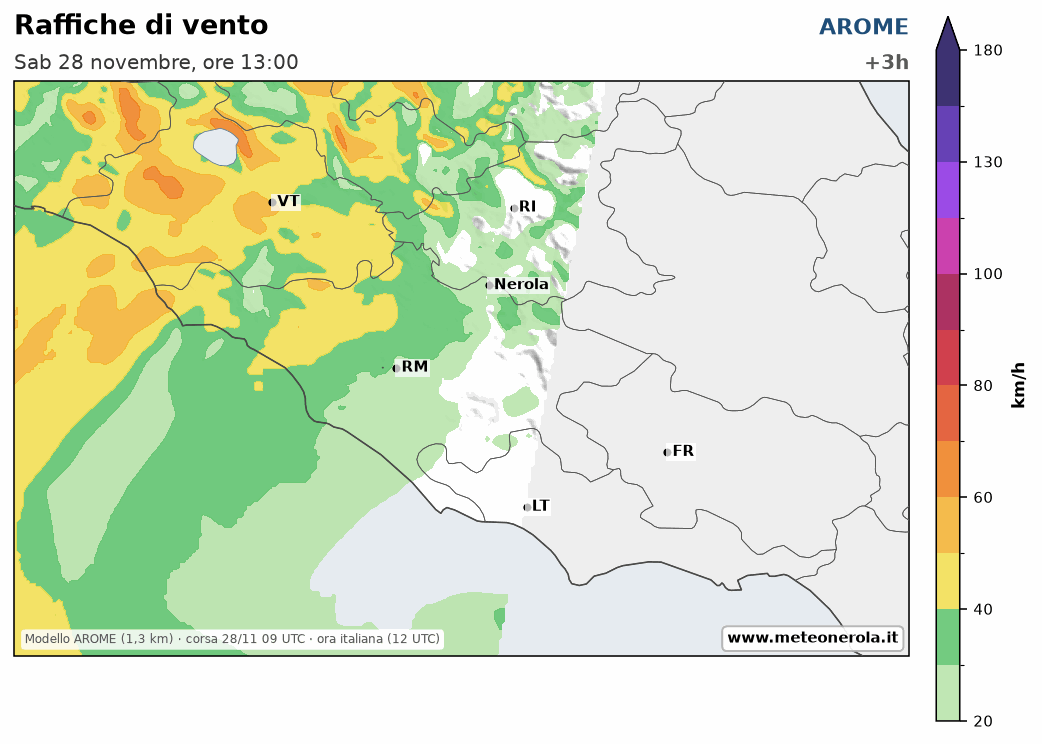 Raffiche di vento
AROME
Sab 28 novembre, ore 13:00
+3h
180
130
100
80
60
40
20
km/h
VT
RI
Nerola
RM
FR
LT
Modello AROME (1,3 km) · corsa 28/11 09 UTC · ora italiana (12 UTC)
www.meteonerola.it